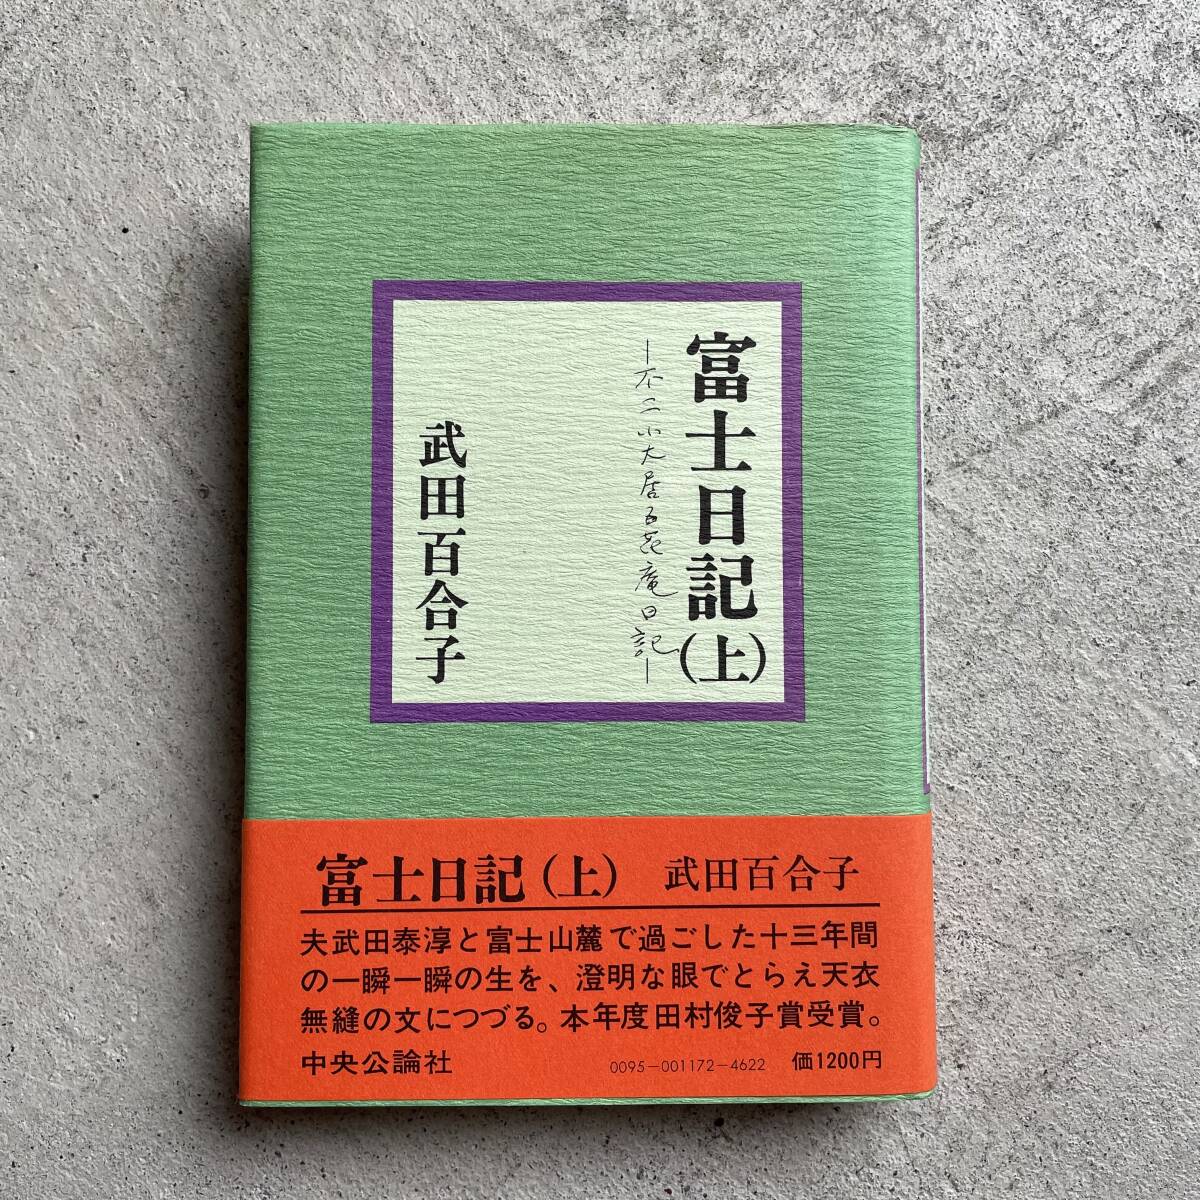 富士日記（上）
―不二小大居百花庵日記―
武田百合子
富士日記（上） 武田百合子
夫武田泰淳と富士山麓で過ごした十三年間
の一瞬一瞬の生を、澄明な眼でとらえ天衣
無縫の文につづる。本年度田村俊子賞受賞。
中央公論社 0095-001172-4622 価1200円